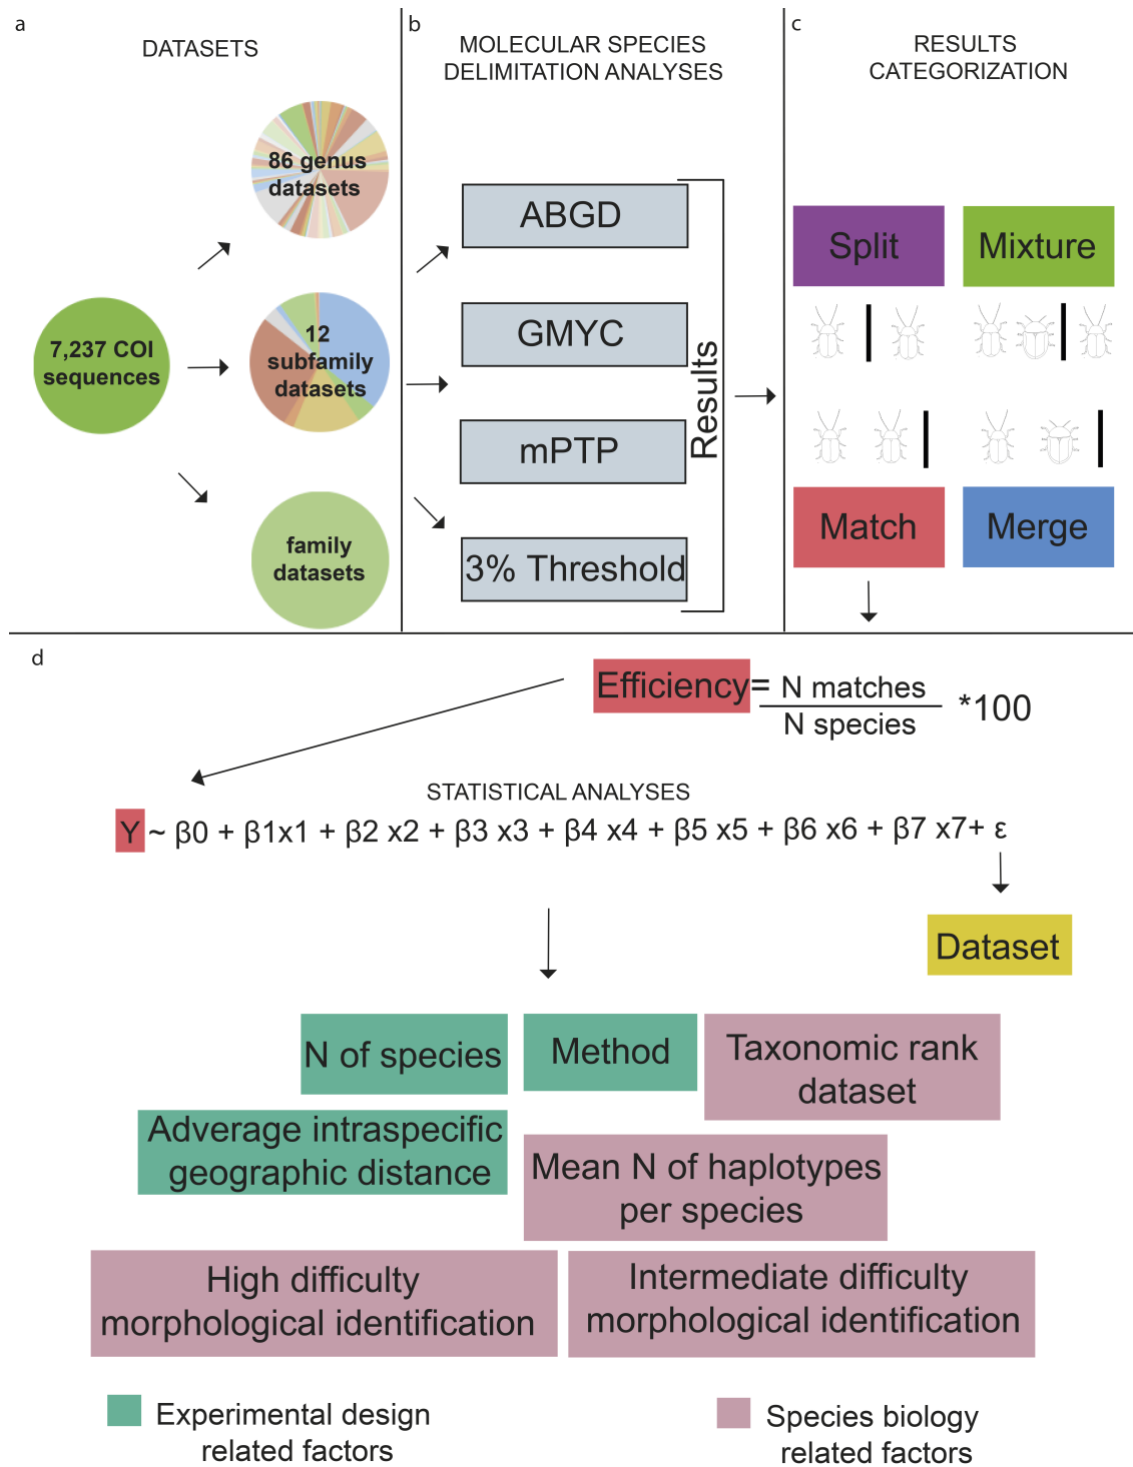 a
DATASETS
86 genus
datasets
7,237 COI
sequences
12
subfamily
datasets
family
datasets
b
MOLECULAR SPECIES
DELIMITATION ANALYSES
ABGD
GMYC
mPTP
3% Threshold
Results
c
RESULTS
CATEGORIZATION
Split
Mixture
Match
Merge
d
Efficiency = N matches
N species
*100
STATISTICAL ANALYSES
Y ~ β0 + β1x1 + β2 x2 + β3 x3 + β4 x4 + β5 x5 + β6 x6 + β7 x7+ ε
Dataset
N of species
Method
Taxonomic rank
dataset
Adverage intraspecific
geographic distance
Mean N of haplotypes
per species
High difficulty
morphological identification
Intermediate difficulty
morphological identification
Experimental design
related factors
Species biology
related factors